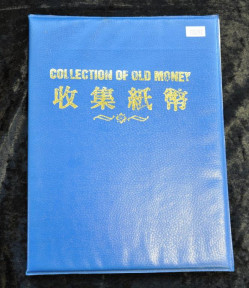 COLLECTION OF OLD MONEY
收集紙幣